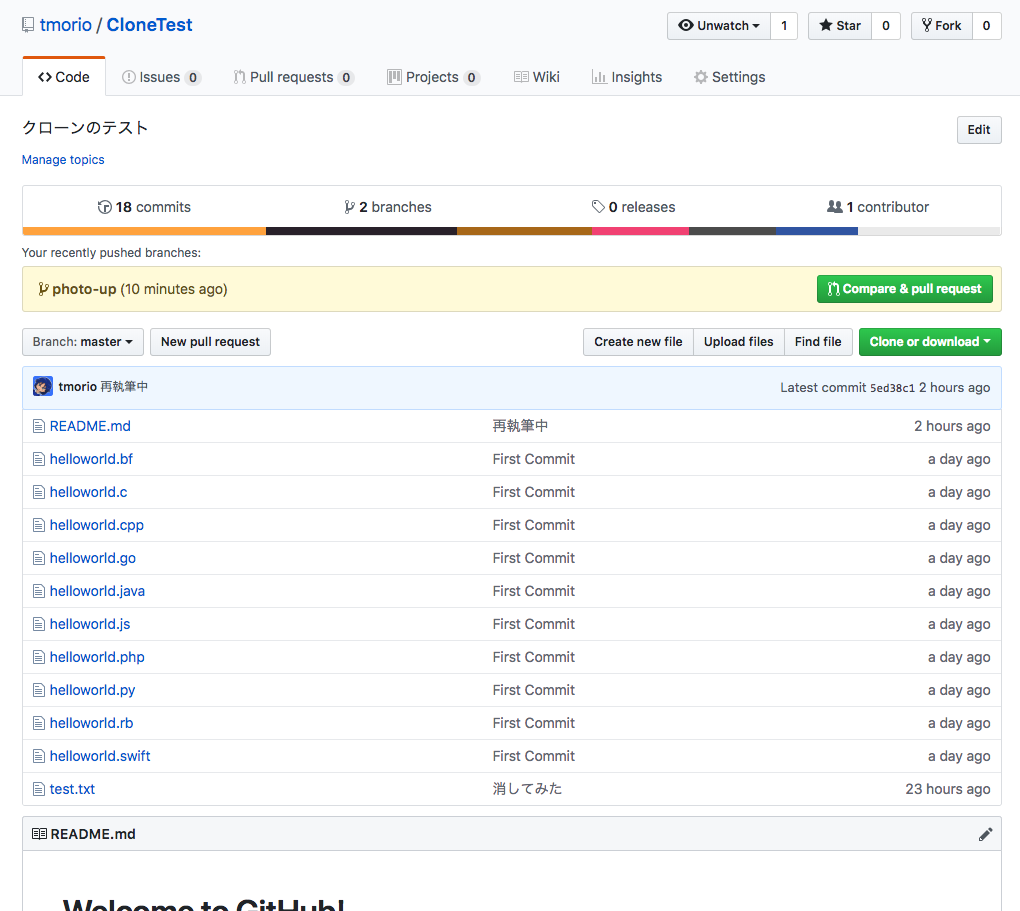 tmorio / CloneTest Unwatch 1 Star 0 Fork 0
Code Issues 0 Pull requests 0 Projects 0 Wiki Insights Settings
クローンのテスト Edit
Manage topics
18 commits 2 branches 0 releases 1 contributor
Your recently pushed branches:
photo-up (10 minutes ago) Compare & pull request
Branch: master New pull request Create new file Upload files Find file Clone or download
tmorio 再執筆中 Latest commit 5ed38c1 2 hours ago
README.md 再執筆中 2 hours ago
helloworld.bf First Commit a day ago
helloworld.c First Commit a day ago
helloworld.cpp First Commit a day ago
helloworld.go First Commit a day ago
helloworld.java First Commit a day ago
helloworld.js First Commit a day ago
helloworld.php First Commit a day ago
helloworld.py First Commit a day ago
helloworld.rb First Commit a day ago
helloworld.swift First Commit a day ago
test.txt 消してみた 23 hours ago
README.md
Welcome to GitHub!